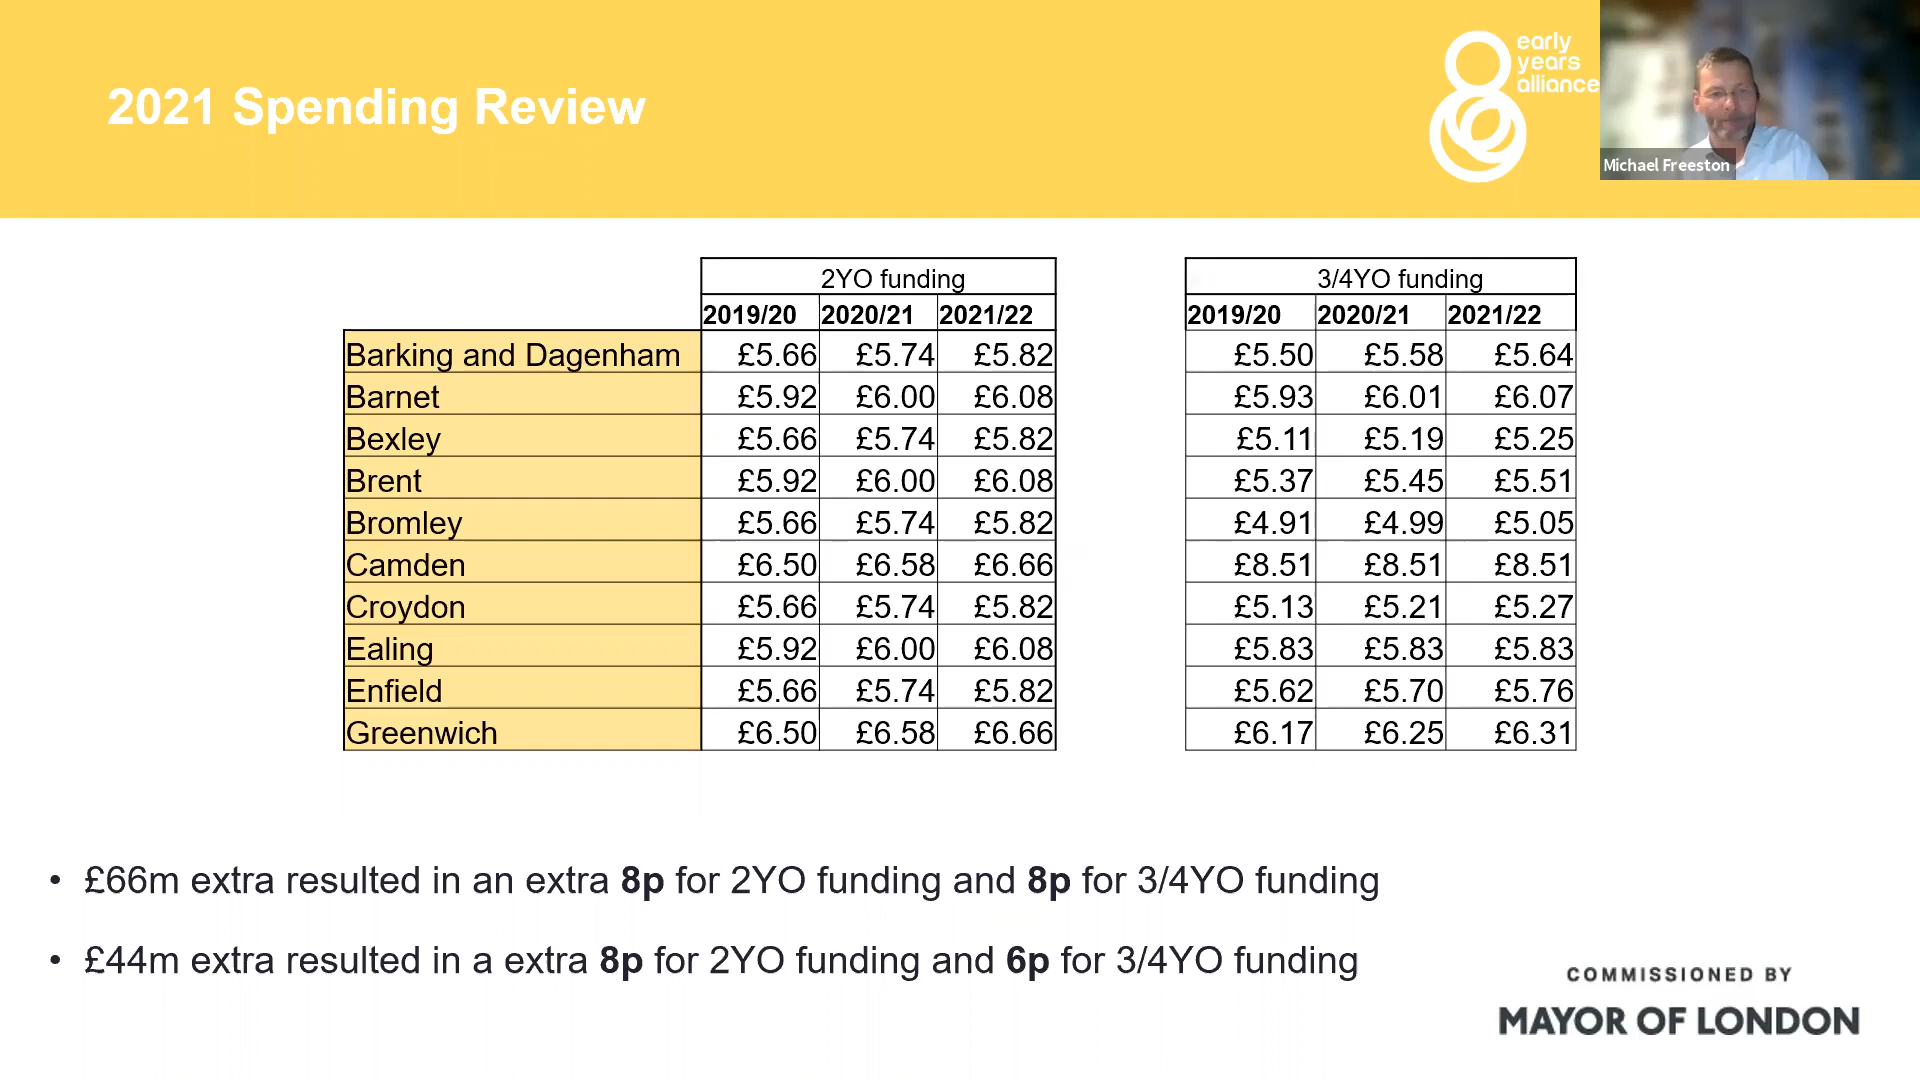 2021 Spending Review
early
years
alliance
Michael Freeston
2YO funding 3/4YO funding
2019/20 2020/21 2021/22 2019/20 2020/21 2021/22
Barking and Dagenham £5.66 £5.74 £5.82 £5.50 £5.58 £5.64
Barnet £5.92 £6.00 £6.08 £5.93 £6.01 £6.07
Bexley £5.66 £5.74 £5.82 £5.11 £5.19 £5.25
Brent £5.92 £6.00 £6.08 £5.37 £5.45 £5.51
Bromley £5.66 £5.74 £5.82 £4.91 £4.99 £5.05
Camden £6.50 £6.58 £6.66 £8.51 £8.51 £8.51
Croydon £5.66 £5.74 £5.82 £5.13 £5.21 £5.27
Ealing £5.92 £6.00 £6.08 £5.83 £5.83 £5.83
Enfield £5.66 £5.74 £5.82 £5.62 £5.70 £5.76
Greenwich £6.50 £6.58 £6.66 £6.17 £6.25 £6.31
• £66m extra resulted in an extra 8p for 2YO funding and 8p for 3/4YO funding
• £44m extra resulted in a extra 8p for 2YO funding and 6p for 3/4YO funding
COMMISSIONED BY
MAYOR OF LONDON